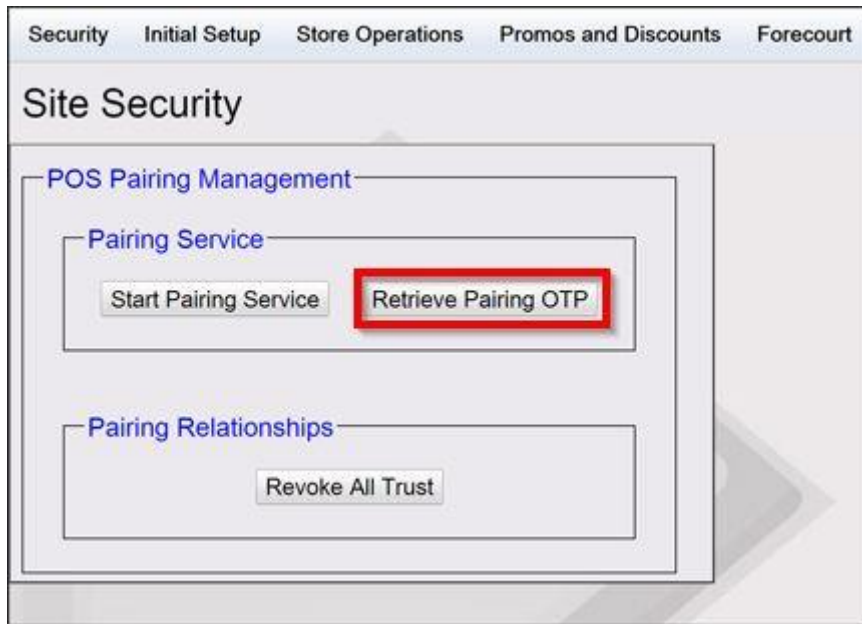 Security Initial Setup Store Operations Promos and Discounts Forecourt
Site Security
POS Pairing Management
Pairing Service
Start Pairing Service Retrieve Pairing OTP
Pairing Relationships
Revoke All Trust